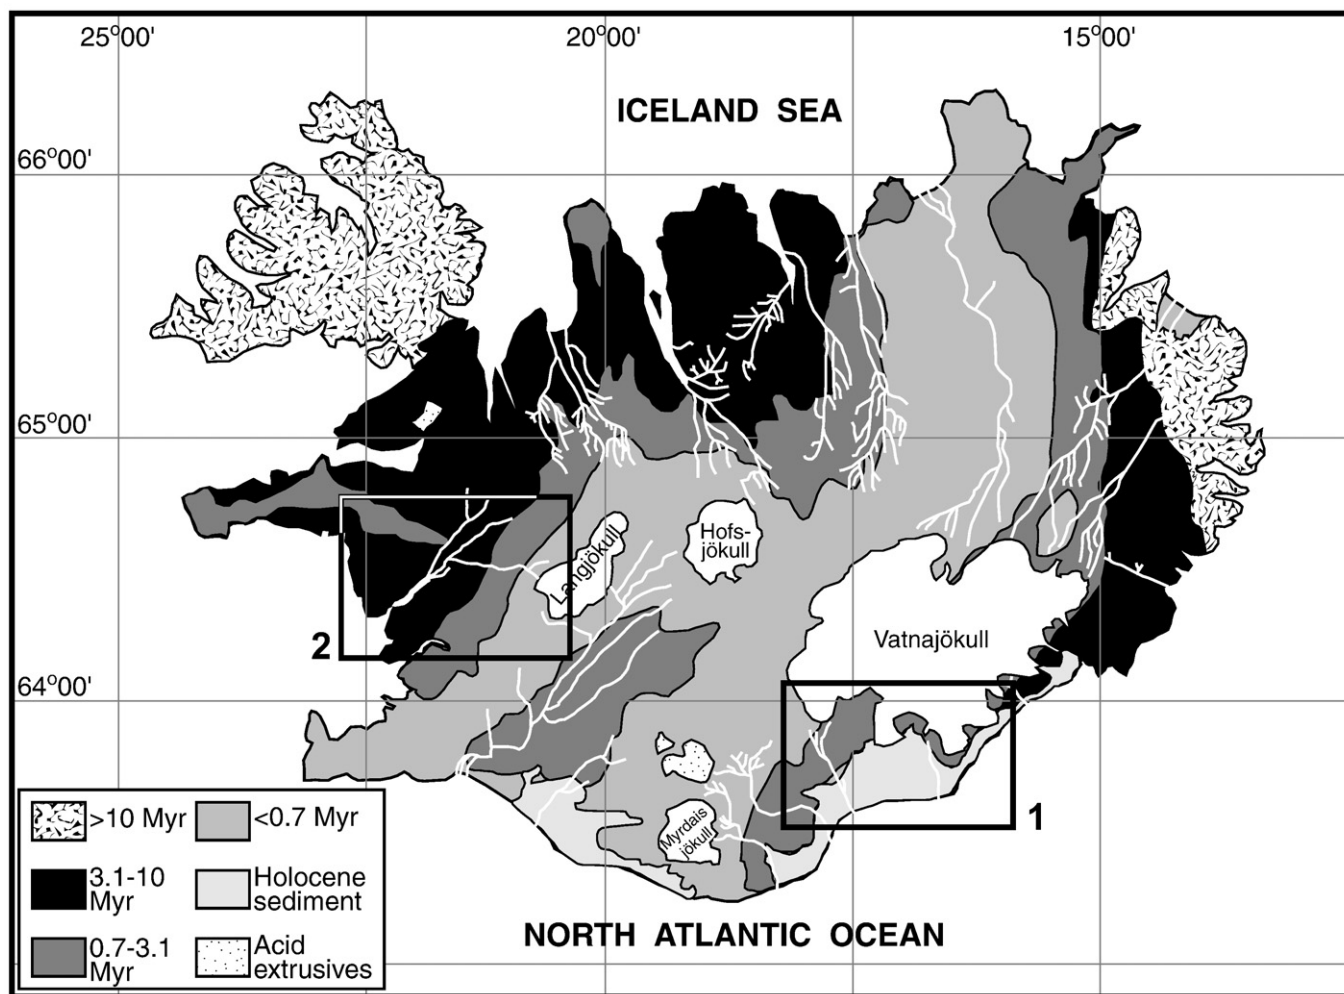 25°00'
20°00'
15°00'
ICELAND SEA
66°00'
65°00'
Hofs-
jökull
Langjökull
Vatnajökull
2
64°00'
Myrdals
jökull
1
>10 Myr
<0.7 Myr
3.1-10
Myr
Holocene
sediment
0.7-3.1
Myr
Acid
extrusives
NORTH ATLANTIC OCEAN